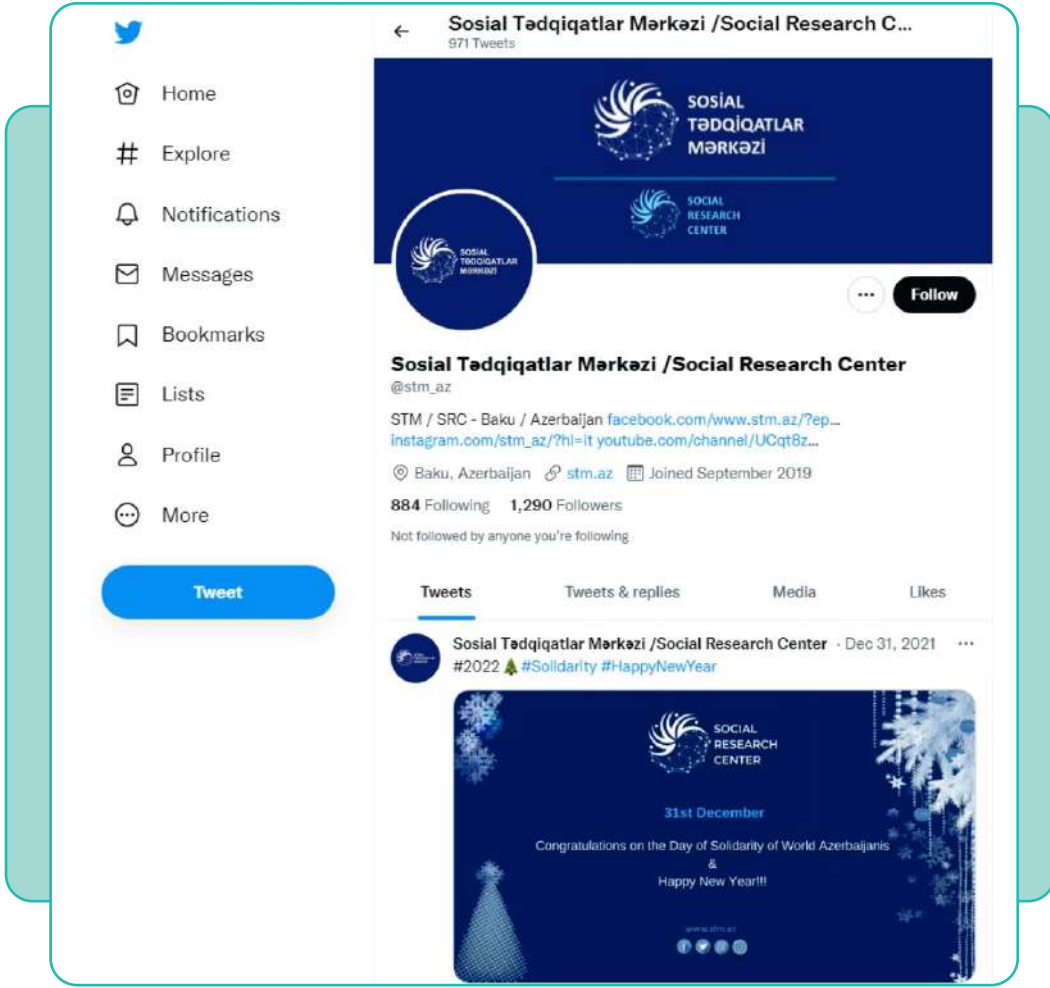 Sosial Tədqiqatlar Mərkəzi /Social Research C...
971 Tweets
Home
Explore
Notifications
Messages
Bookmarks
Lists
Profile
More
Tweet
SOSİAL
TƏDQİQATLAR
MƏRKƏZİ
SOCIAL
RESEARCH
CENTER
SOSİAL
TƏDQİQATLAR
MƏRKƏZİ
Follow
Sosial Tədqiqatlar Mərkəzi /Social Research Center
@stm_az
STM / SRC - Baku / Azerbaijan facebook.com/www.stm.az/?ep...
instagram.com/stm_az/?hl=it youtube.com/channel/UCqt8z...
Baku, Azerbaijan stm.az Joined September 2019
884 Following 1,290 Followers
Not followed by anyone you're following
Tweets Tweets & replies Media Likes
Sosial Tədqiqatlar Mərkəzi /Social Research Center · Dec 31, 2021
#2022 🎄 #Solidarity #HappyNewYear
SOCIAL
RESEARCH
CENTER
31st December
Congratulations on the Day of Solidarity of World Azerbaijanis
&
Happy New Year!!!
www.stm.az